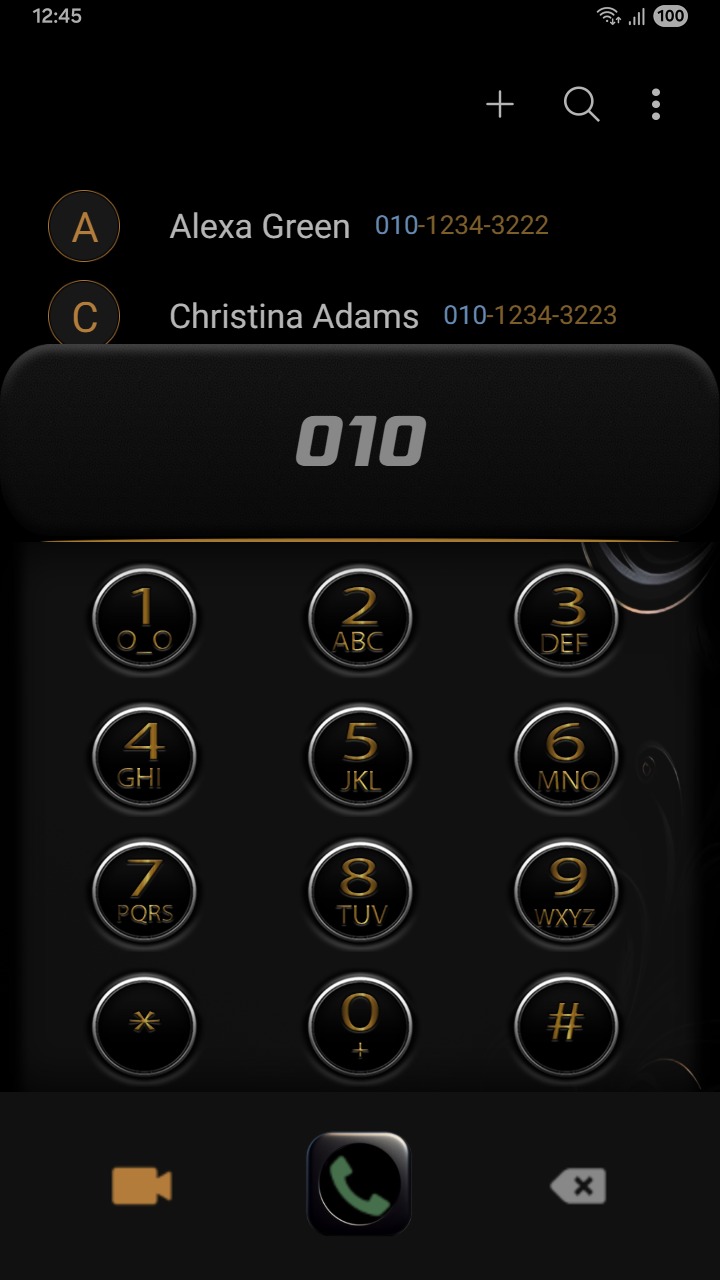 12:45 100
A Alexa Green 010-1234-3222
C Christina Adams 010-1234-3223
010
1 2 3
O_O ABC DEF
4 5 6
GHI JKL MNO
7 8 9
PQRS TUV WXYZ
* 0 #
+